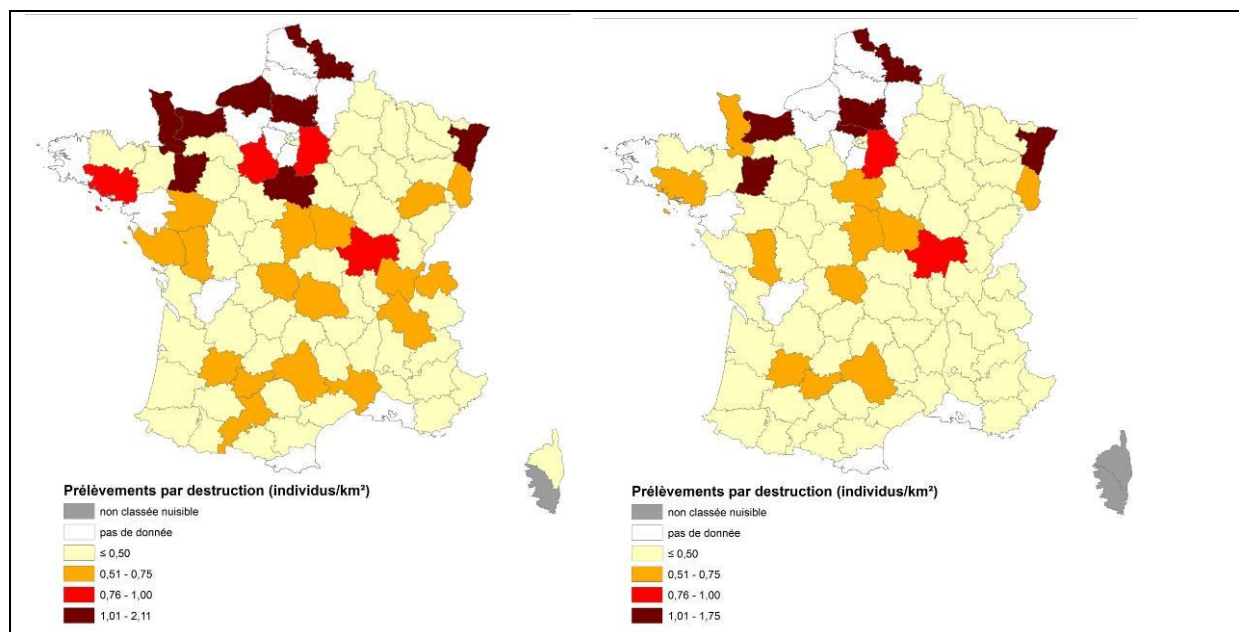 Prélèvements par destruction (individus/km²)
non classée nuisible
pas de donnée
≤ 0,50
0,51 - 0,75
0,76 - 1,00
1,01 - 2,11
Prélèvements par destruction (individus/km²)
non classée nuisible
pas de donnée
≤ 0,50
0,51 - 0,75
0,76 - 1,00
1,01 - 1,75